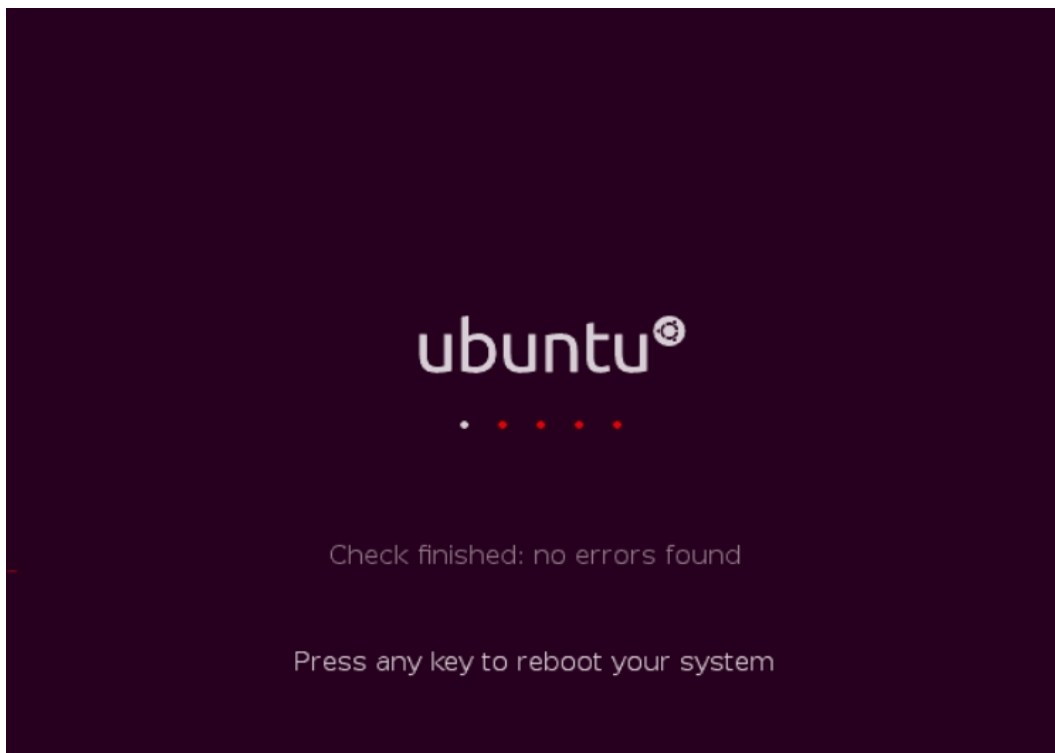 ubuntu
Check finished: no errors found
Press any key to reboot your system